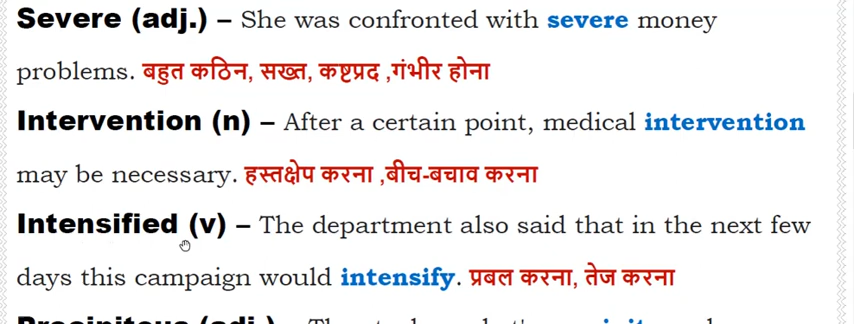 Severe (adj.) – She was confronted with severe money
problems. बहुत कठिन, सख्त, कष्टप्रद ,गंभीर होना
Intervention (n) – After a certain point, medical intervention
may be necessary. हस्तक्षेप करना ,बीच-बचाव करना
Intensified (v) – The department also said that in the next few
days this campaign would intensify. प्रबल करना, तेज करना